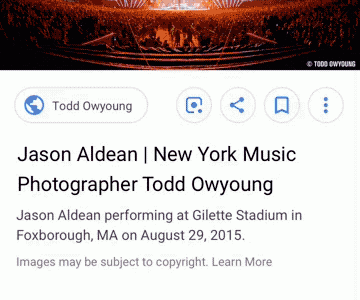 © TODD OWYOUNG
Todd Owyoung
Jason Aldean | New York Music
Photographer Todd Owyoung
Jason Aldean performing at Gilette Stadium in
Foxborough, MA on August 29, 2015.
Images may be subject to copyright. Learn More